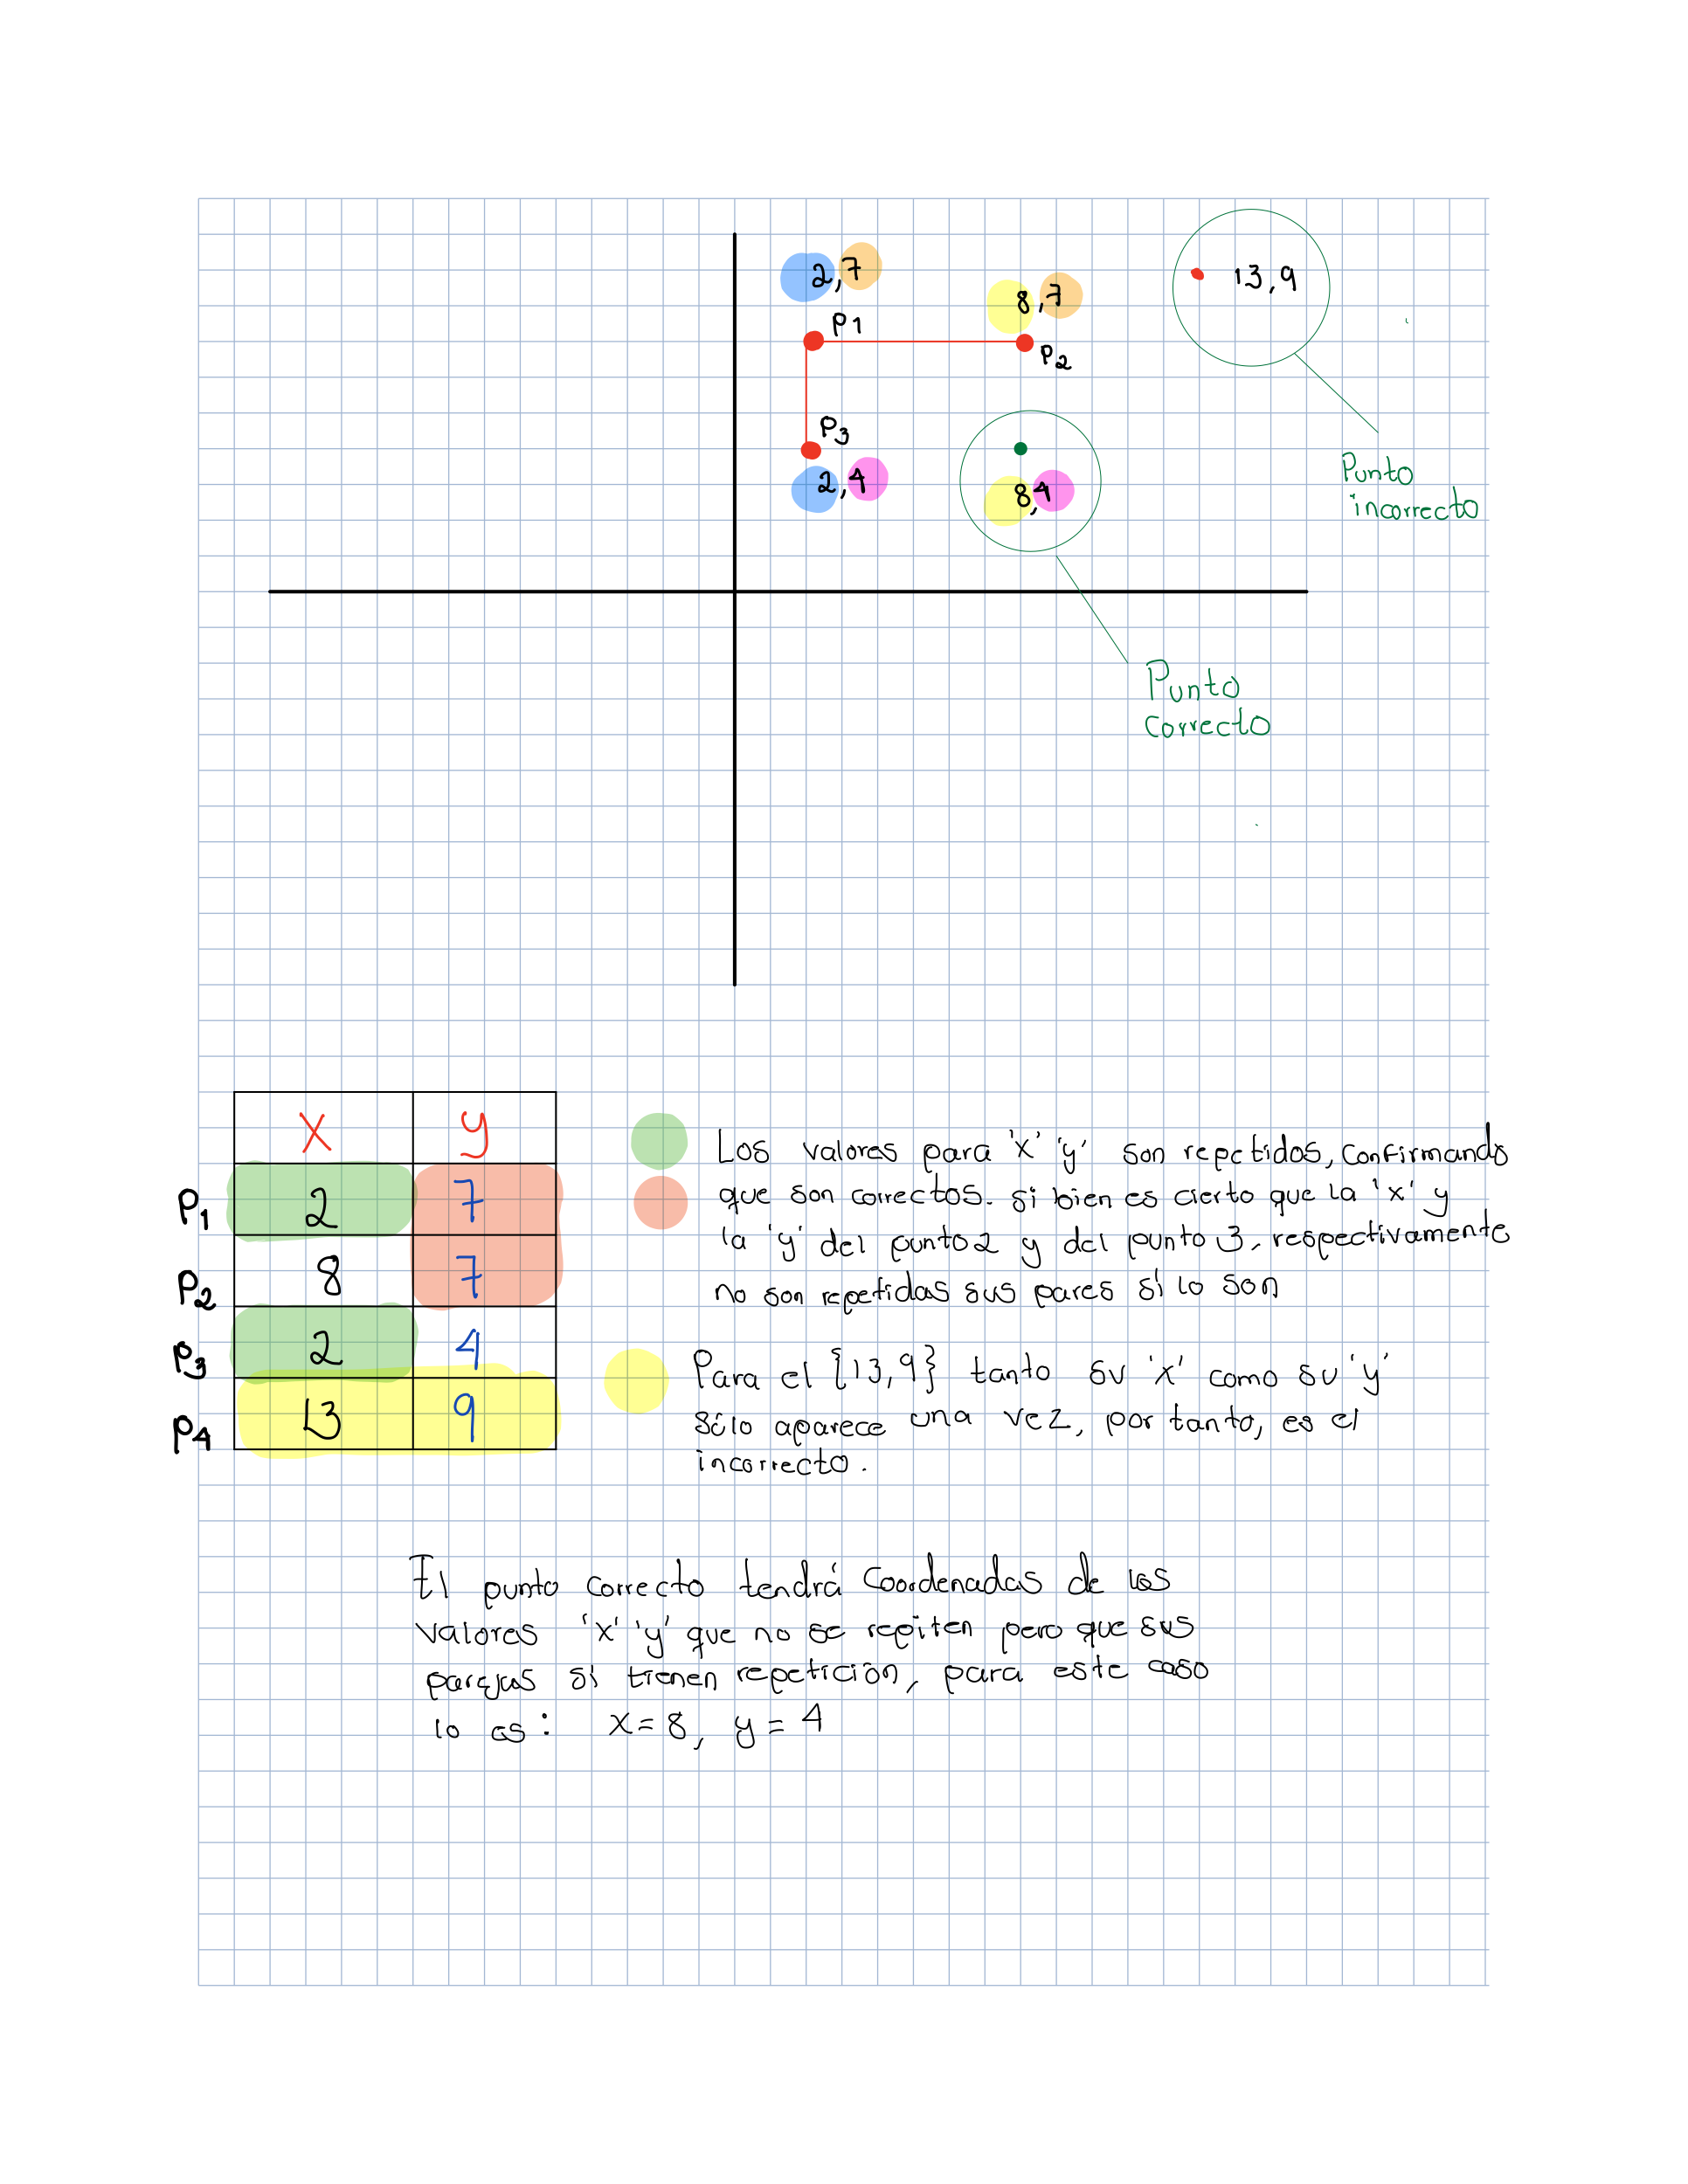 2,7
8,7
13,9
P1
P2
P3
2,4
8,4
Punto
incorrecto
Punto
correcto
X y
P1 2 7
P2 8 7
P3 2 4
P4 13 9
Los valores para 'x' 'y' son repetidos, confirmando
que son correctos. si bien es cierto que la 'x' y
la 'y' del punto 2 y del punto 3, respectivamente
no son repetidas sus pares sí lo son
Para el {13,9} tanto su 'x' como su 'y'
sólo aparece una vez, por tanto, es el
incorrecto.
El punto correcto tendrá coordenadas de los
valores 'x' 'y' que no se repiten pero que sus
parejas sí tienen repetición, para este caso
lo es: x=8, y=4